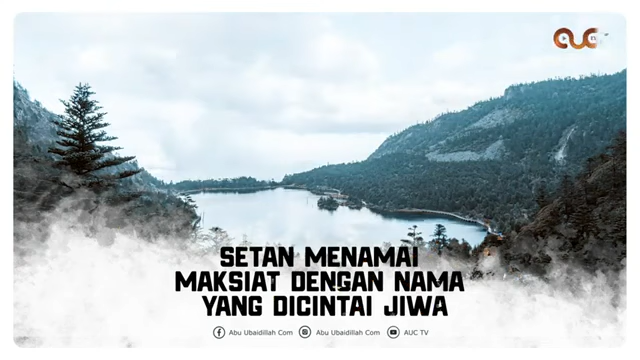 AUC
SETAN MENAMAI
MAKSIAT DENGAN NAMA
YANG DICINTAI JIWA
Abu Ubaidillah Com Abu Ubaidillah Com AUC TV